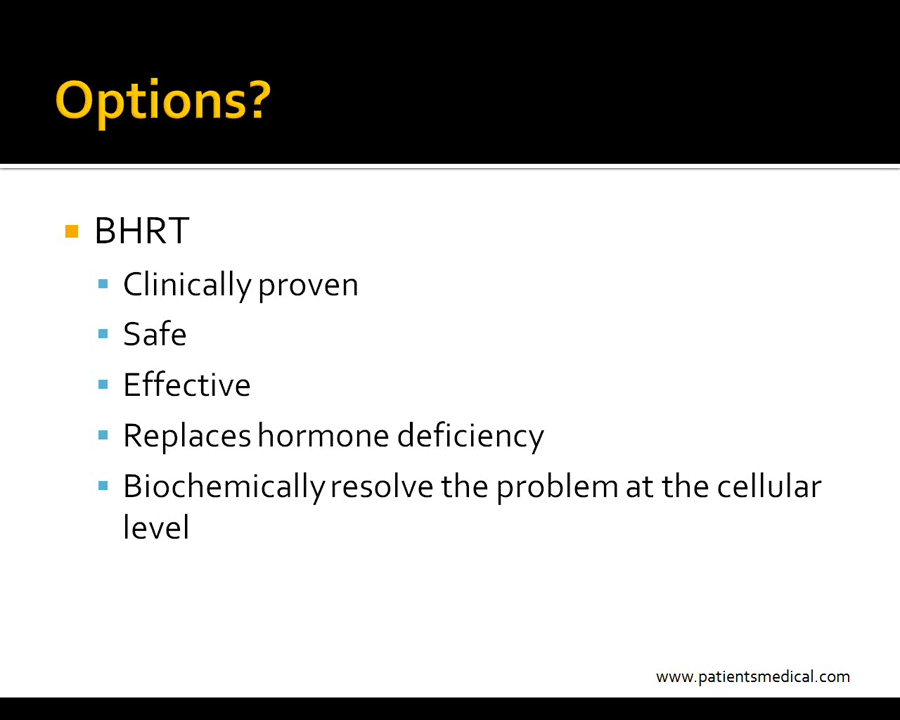 Options?
BHRT
Clinically proven
Safe
Effective
Replaces hormone deficiency
Biochemically resolve the problem at the cellular
level
www.patientsmedical.com